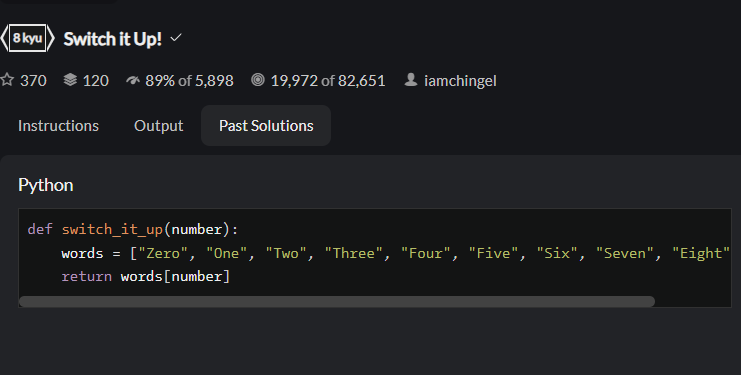 8 kyu Switch it Up!
370 120 89% of 5,898 19,972 of 82,651 iamchingel
Instructions Output Past Solutions
Python
def switch_it_up(number):
    words = ["Zero", "One", "Two", "Three", "Four", "Five", "Six", "Seven", "Eight"
    return words[number]